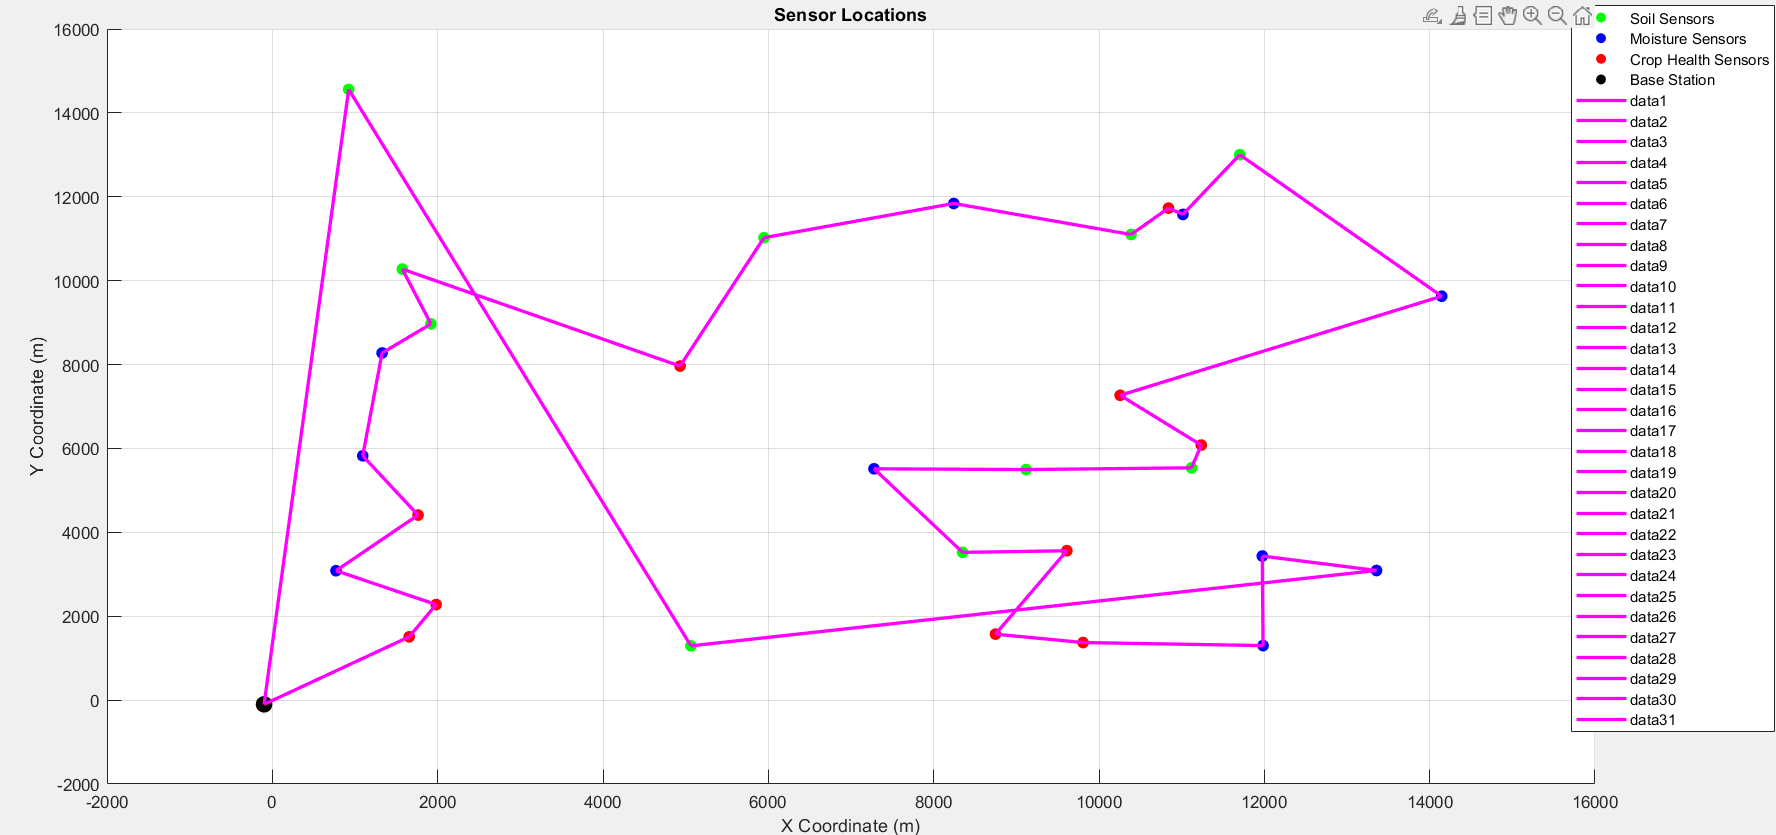 Sensor Locations
16000
14000
12000
10000
8000
6000
4000
2000
0
-2000
Y Coordinate (m)
-2000
0
2000
4000
6000
8000
10000
12000
14000
16000
X Coordinate (m)
Soil Sensors
Moisture Sensors
Crop Health Sensors
Base Station
data1
data2
data3
data4
data5
data6
data7
data8
data9
data10
data11
data12
data13
data14
data15
data16
data17
data18
data19
data20
data21
data22
data23
data24
data25
data26
data27
data28
data29
data30
data31